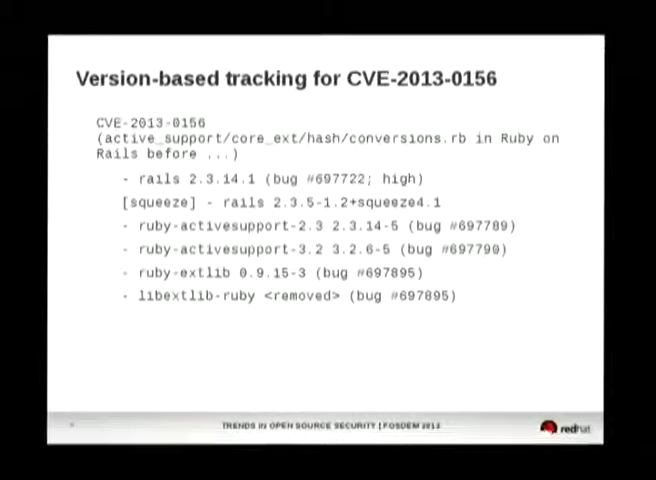 Version-based tracking for CVE-2013-0156
CVE-2013-0156
(active_support/core_ext/hash/conversions.rb in Ruby on
Rails before ...)
- rails 2.3.14.1 (bug #697722; high)
[squeeze] - rails 2.3.5-1.2+squeeze4.1
- ruby-activesupport-2.3 2.3.14-5 (bug #697789)
- ruby-activesupport-3.2 3.2.6-5 (bug #697790)
- ruby-extlib 0.9.15-3 (bug #697895)
- libextlib-ruby <removed> (bug #697895)
TRENDS IN OPEN SOURCE SECURITY | FOSDEM 2013
redhat